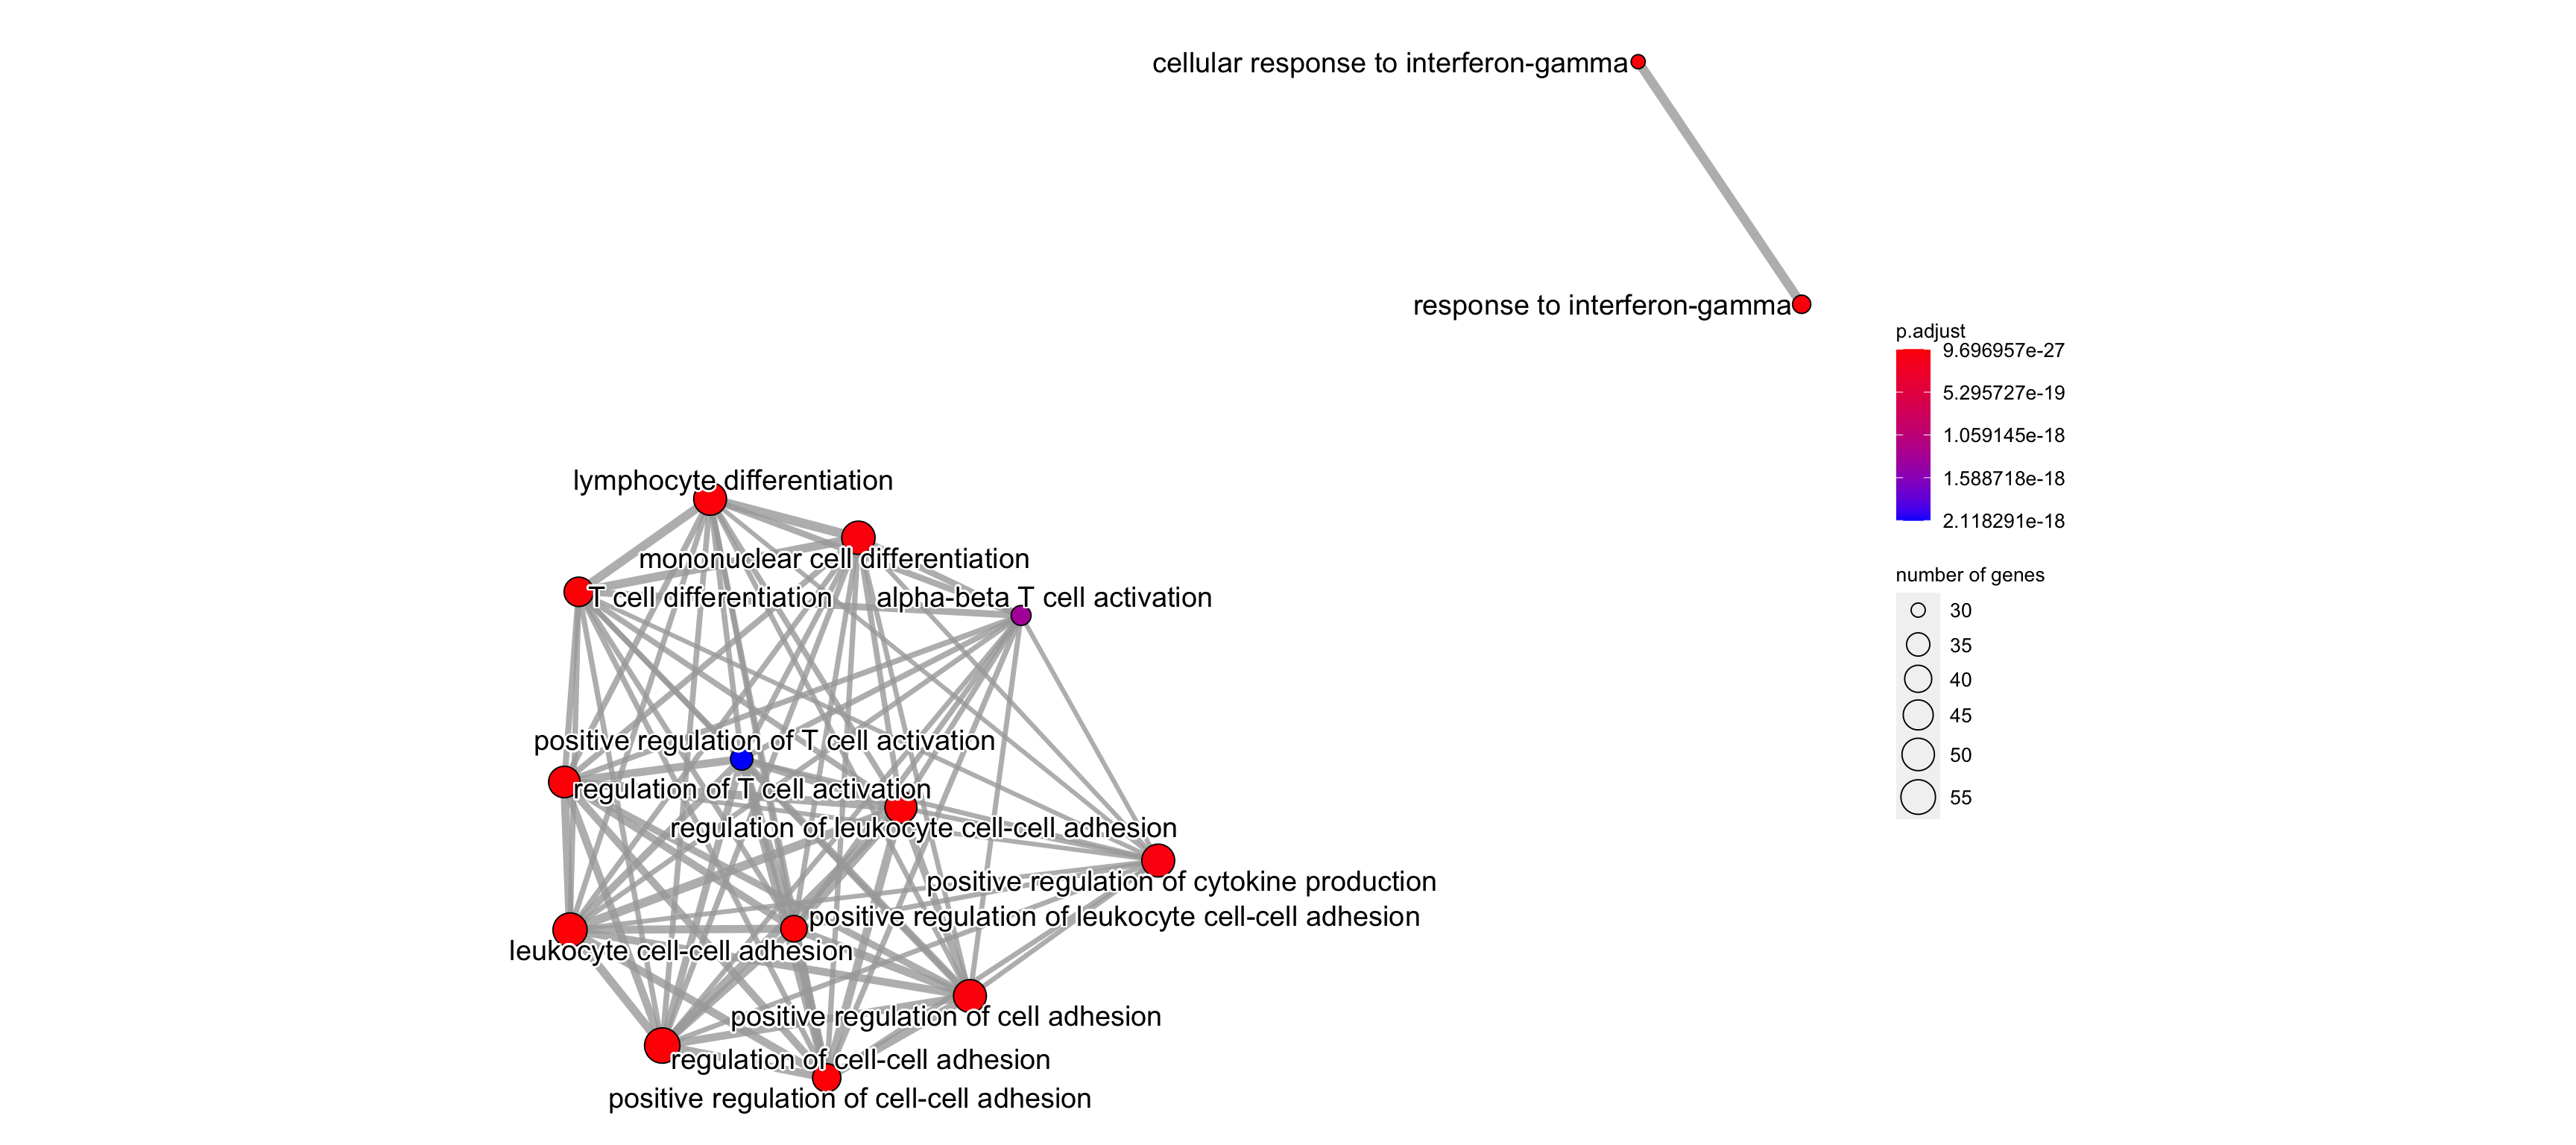 cellular response to interferon-gamma
response to interferon-gamma
p.adjust
9.696957e-27
5.295727e-19
1.059145e-18
1.588718e-18
2.118291e-18
number of genes
30
35
40
45
50
55
lymphocyte differentiation
mononuclear cell differentiation
T cell differentiation
alpha-beta T cell activation
positive regulation of T cell activation
regulation of T cell activation
regulation of leukocyte cell-cell adhesion
positive regulation of cytokine production
positive regulation of leukocyte cell-cell adhesion
leukocyte cell-cell adhesion
positive regulation of cell adhesion
regulation of cell-cell adhesion
positive regulation of cell-cell adhesion